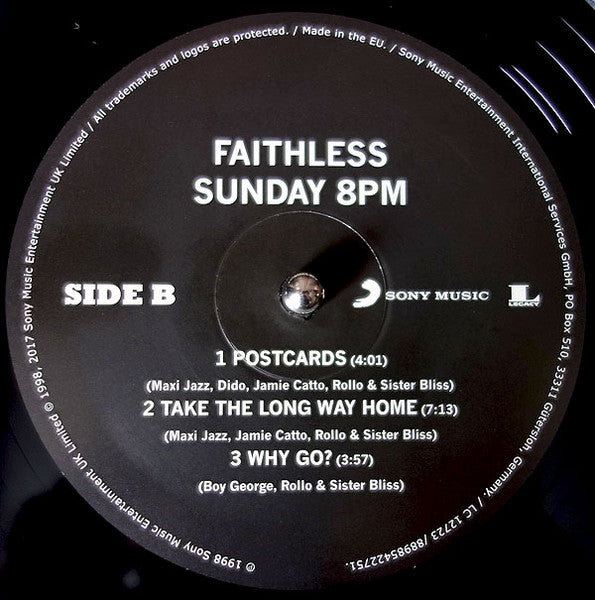 FAITHLESS
SUNDAY 8PM
SIDE B
SONY MUSIC
L
LEGACY
1 POSTCARDS (4:01)
(Maxi Jazz, Dido, Jamie Catto, Rollo & Sister Bliss)
2 TAKE THE LONG WAY HOME (7:13)
(Maxi Jazz, Jamie Catto, Rollo & Sister Bliss)
3 WHY GO? (3:57)
(Boy George, Rollo & Sister Bliss)
℗ 1998 Sony Music Entertainment UK Limited © 1998, 2017 Sony Music Entertainment UK Limited / All trademarks and logos are protected. / Made in the EU. / Sony Music Entertainment International Services GmbH, PO Box 510, 33311 Gütersloh, Germany. / LC 12723 /88985422751.